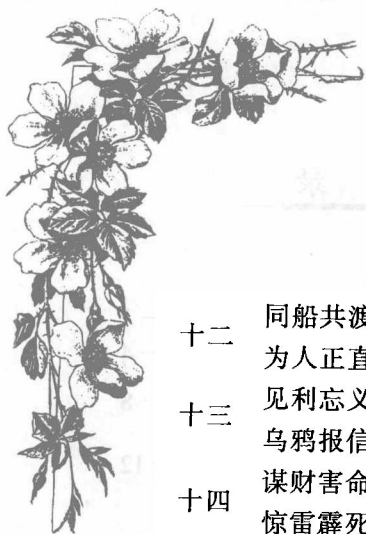 十二 同船共渡
为人正直
十三 见利忘义
乌鸦报信
十四 谋财害命
惊雷霹死